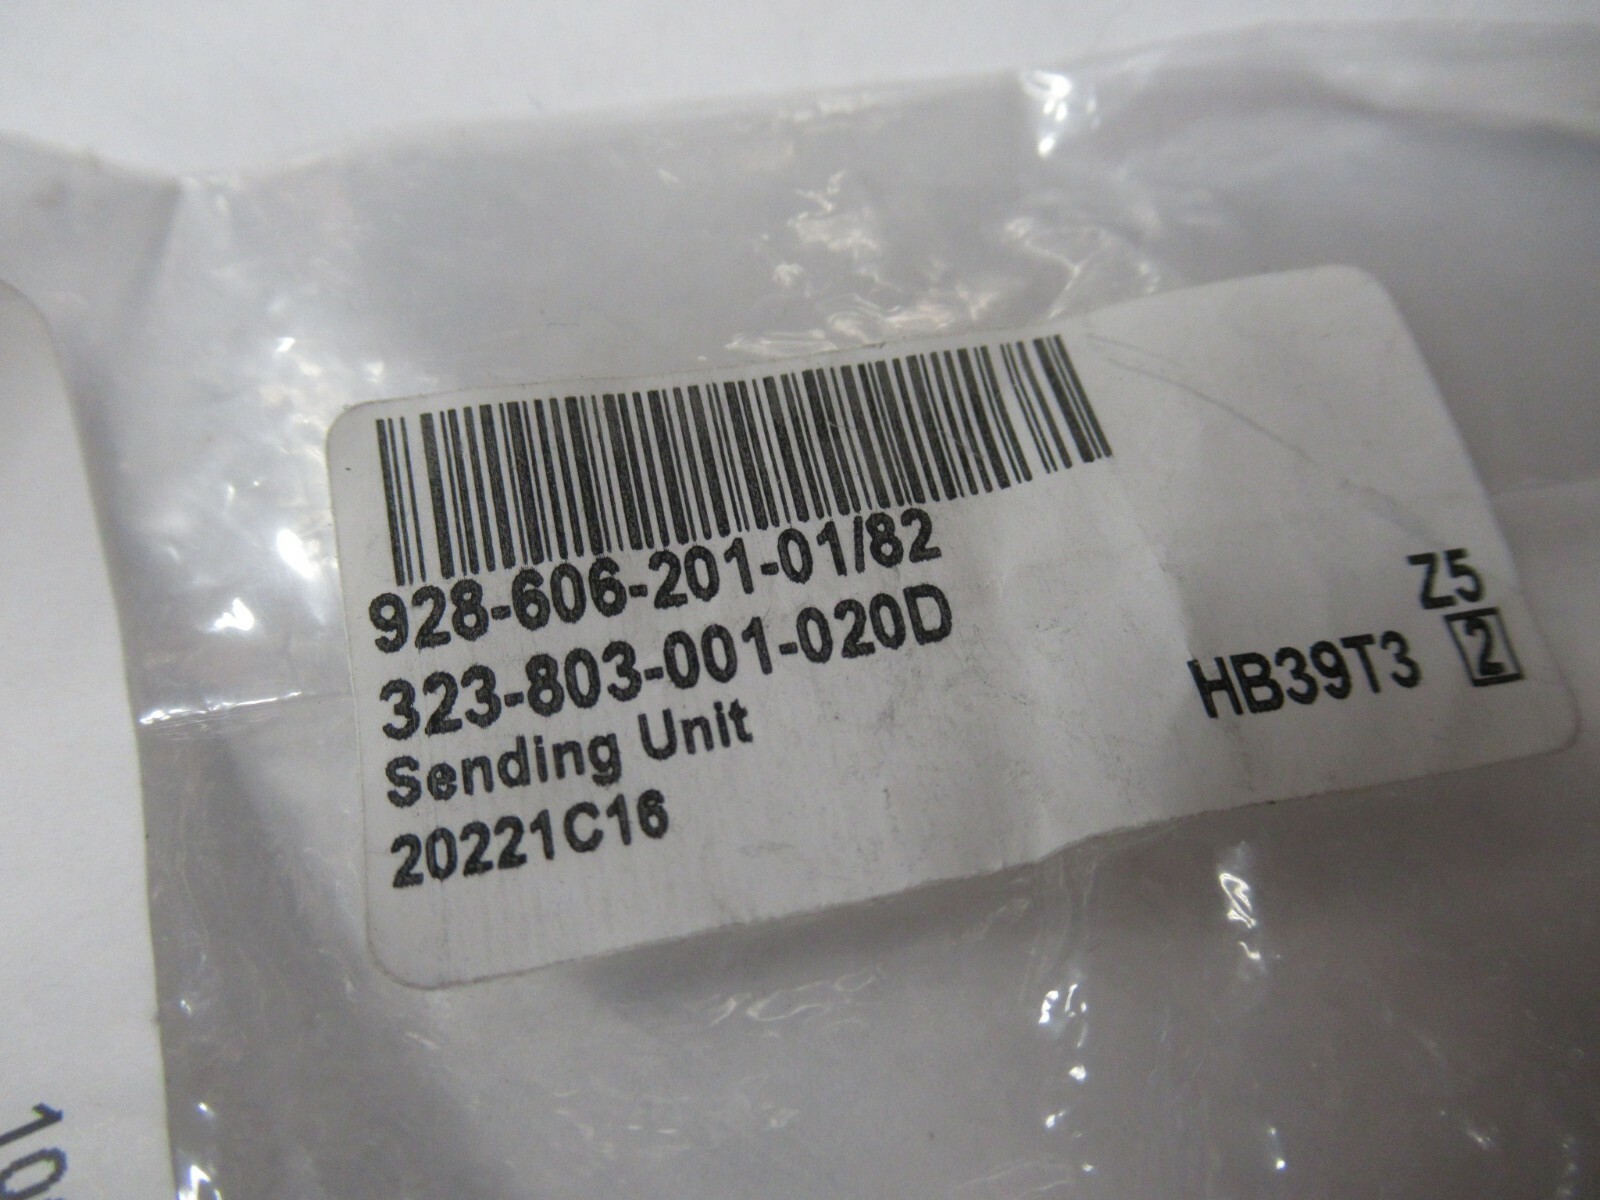 928-606-201-01/82
323-803-001-020D
Sending Unit
20221C16
Z5
HB39T3 2